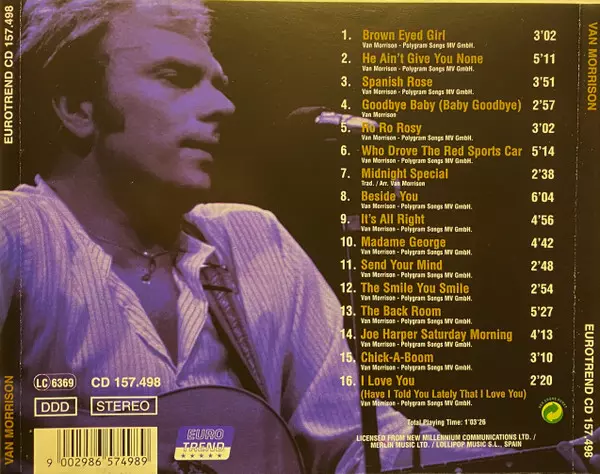 EUROTREND CD 157.498
VAN MORRISON
1. Brown Eyed Girl 3'02
Van Morrison - Polygram Songs MV GmbH.
2. He Ain't Give You None 5'11
Van Morrison - Polygram Songs MV GmbH.
3. Spanish Rose 3'51
Van Morrison - Polygram Songs MV GmbH.
4. Goodbye Baby (Baby Goodbye) 2'57
Van Morrison
5. Ro Ro Rosy 3'02
Van Morrison - Polygram Songs MV GmbH.
6. Who Drove The Red Sports Car 5'14
Van Morrison - Polygram Songs MV GmbH.
7. Midnight Special 2'38
Trad. / Arr. Van Morrison
8. Beside You 6'04
Van Morrison - Polygram Songs MV GmbH.
9. It's All Right 4'56
Van Morrison - Polygram Songs MV GmbH.
10. Madame George 4'42
Van Morrison - Polygram Songs MV GmbH.
11. Send Your Mind 2'48
Van Morrison - Polygram Songs MV GmbH.
12. The Smile You Smile 2'54
Van Morrison - Polygram Songs MV GmbH.
13. The Back Room 5'27
Van Morrison - Polygram Songs MV GmbH.
14. Joe Harper Saturday Morning 4'13
Van Morrison - Polygram Songs MV GmbH.
15. Chick-A-Boom 3'10
Van Morrison - Polygram Songs MV GmbH.
16. I Love You 2'20
(Have I Told You Lately That I Love You)
Van Morrison - Polygram Songs MV GmbH.
Total Playing Time: 1'03'26
LICENSED FROM NEW MILLENNIUM COMMUNICATIONS LTD. /
MERLIN MUSIC LTD. / LOLLIPOP MUSIC S.L., SPAIN
LC 6369 CD 157.498
DDD STEREO
9 002986 574989
EURO
TREND
VAN MORRISON
EUROTREND CD 157.498